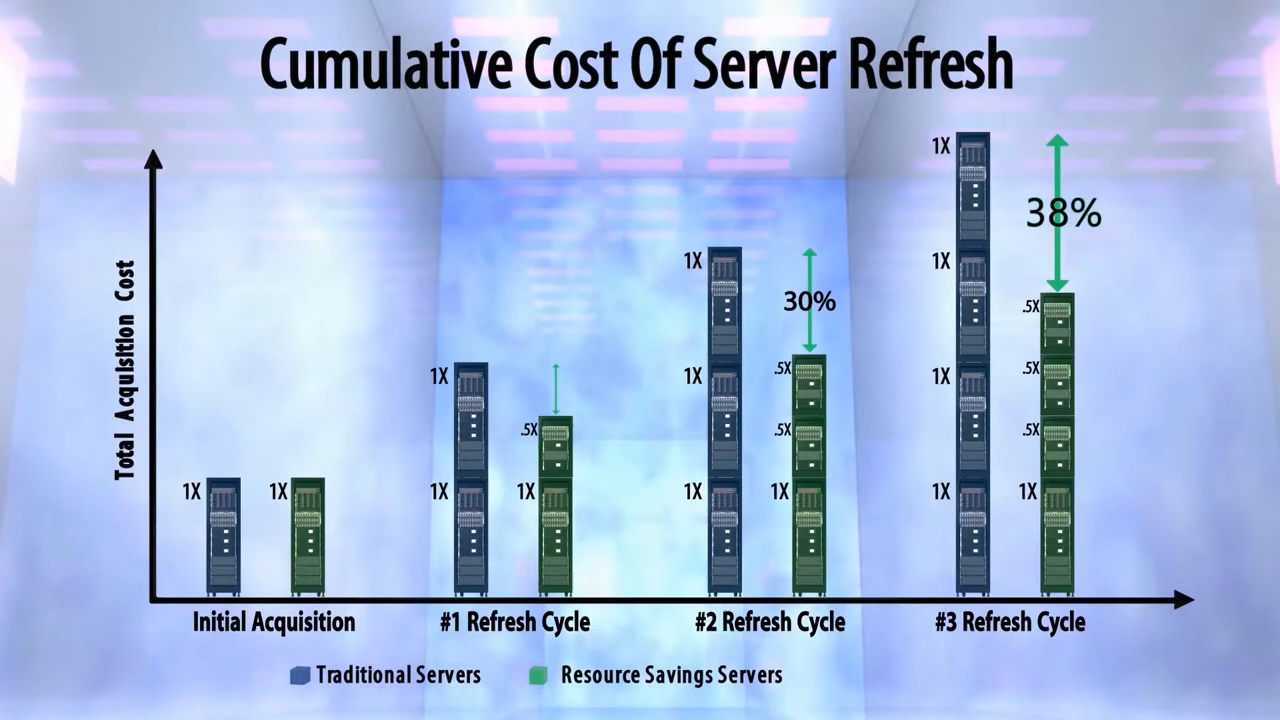 Cumulative Cost Of Server Refresh
Total Acquisition Cost
1X
1X
1X
1X
.5X
1X
1X
1X
1X
30%
.5X
.5X
1X
1X
1X
1X
1X
38%
.5X
.5X
.5X
1X
Initial Acquisition
#1 Refresh Cycle
#2 Refresh Cycle
#3 Refresh Cycle
Traditional Servers
Resource Savings Servers